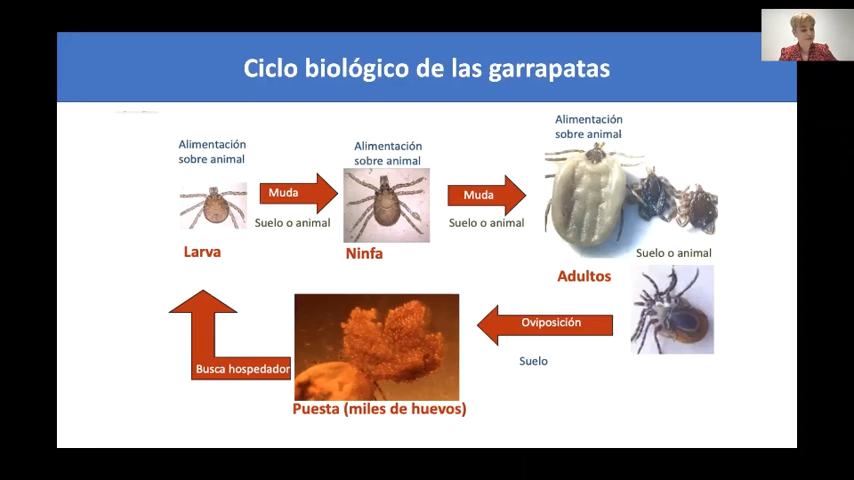 Ciclo biológico de las garrapatas
Alimentación
sobre animal
Alimentación
sobre animal
Alimentación
sobre animal
Muda
Suelo o animal
Muda
Suelo o animal
Larva
Ninfa
Adultos
Suelo o animal
Oviposición
Suelo
Busca hospedador
Puesta (miles de huevos)